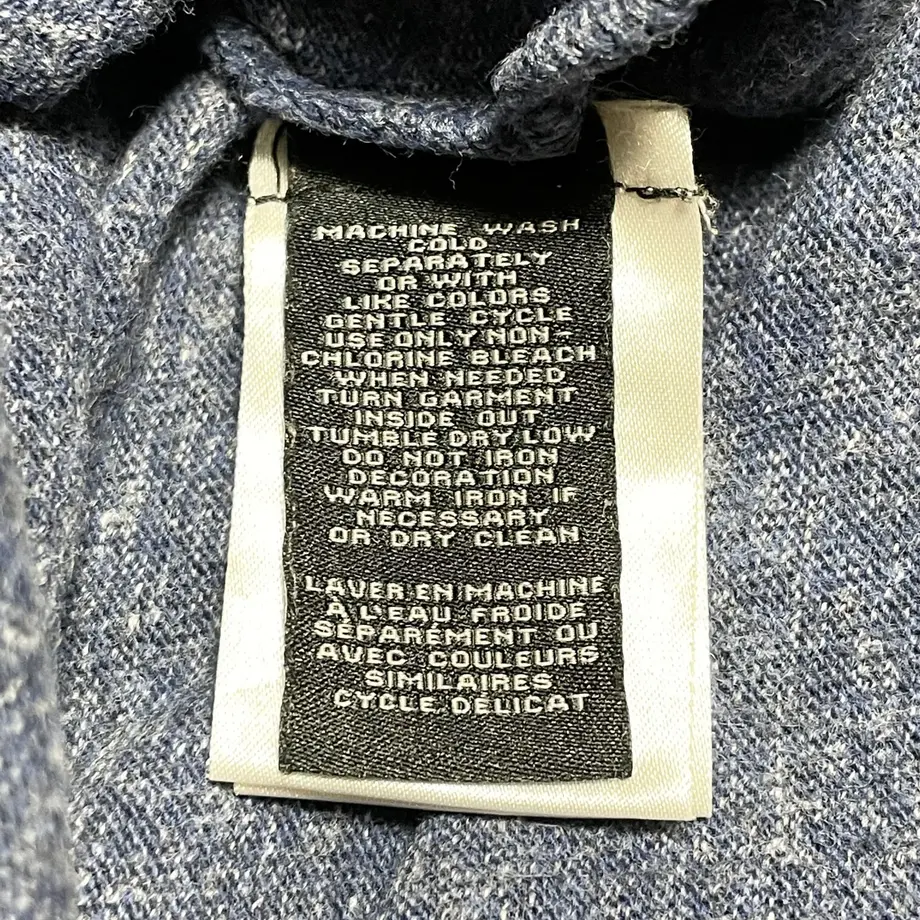 MACHINE WASH
COLD
SEPARATELY
OR WITH
LIKE COLORS
GENTLE CYCLE
USE ONLY NON-
CHLORINE BLEACH
WHEN NEEDED
TURN GARMENT
INSIDE OUT
TUMBLE DRY LOW
DO NOT IRON
DECORATION
WARM IRON IF
NECESSARY
OR DRY CLEAN
LAVER EN MACHINE
À L'EAU FROIDE
SÉPARÉMENT OU
AVEC COULEURS
SIMILAIRES
CYCLE DÉLICAT